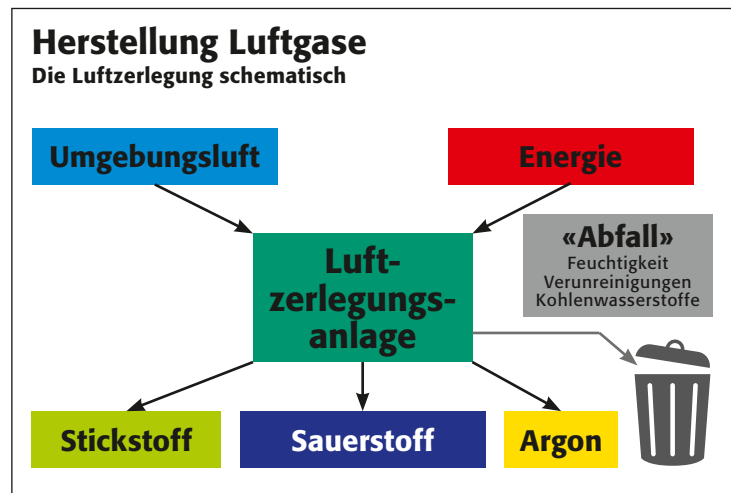 Herstellung Luftgase
Die Luftzerlegung schematisch
Umgebungsluft
Energie
«Abfall»
Feuchtigkeit
Verunreinigungen
Kohlenwasserstoffe
Luft-
zerlegungs-
anlage
Stickstoff
Sauerstoff
Argon